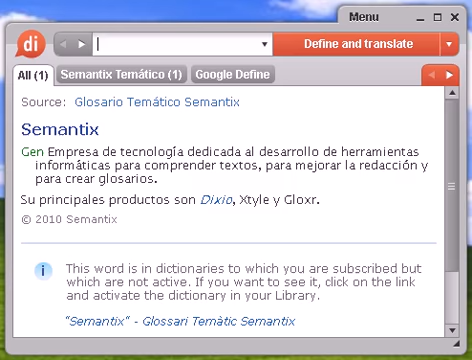 Menu
di
Define and translate
All (1) Semantix Temático (1) Google Define
Source: Glosario Temático Semantix
Semantix
Gen Empresa de tecnología dedicada al desarrollo de herramientas
informáticas para comprender textos, para mejorar la redacción y
para crear glosarios.
Su principales productos son Dixio, Xtyle y Gloxr.
© 2010 Semantix
i
This word is in dictionaries to which you are subscribed but
which are not active. If you want to see it, click on the link
and activate the dictionary in your Library.
"Semantix" - Glossari Temàtic Semantix